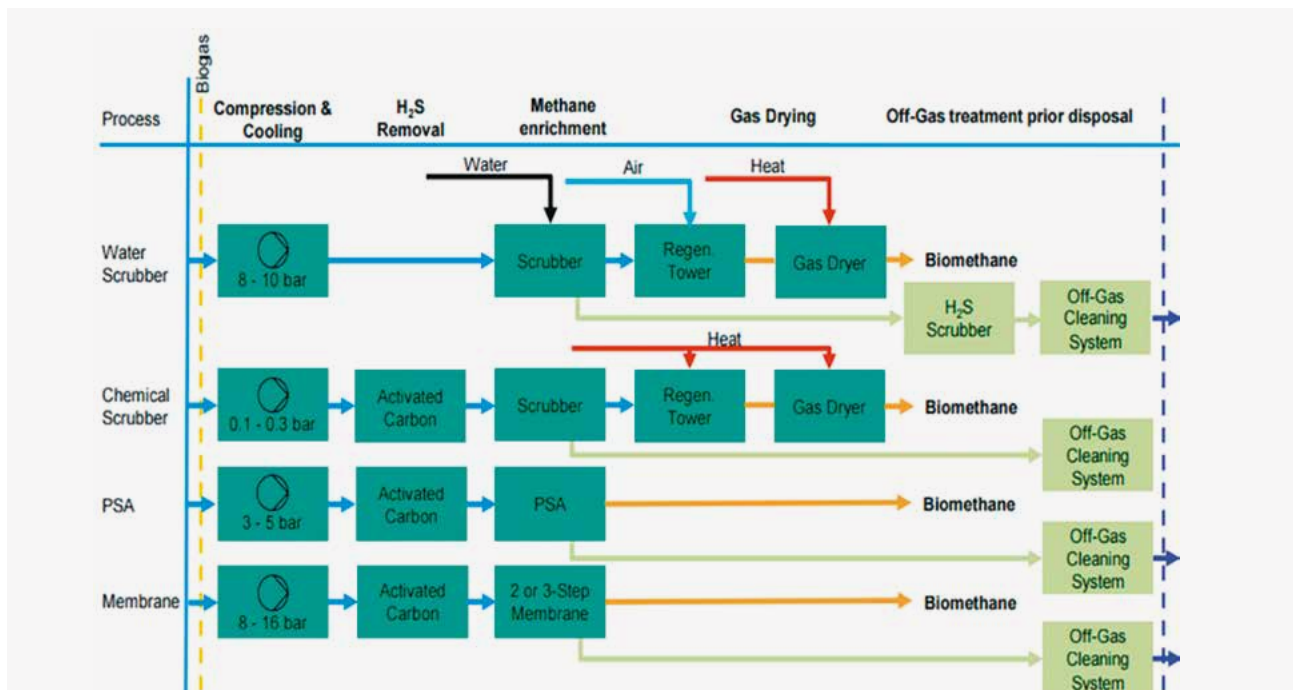 Biogas
Process
Compression &
Cooling
H₂S
Removal
Methane
enrichment
Gas Drying
Off-Gas treatment prior disposal
Water
Air
Heat
Water
Scrubber
8 - 10 bar
Scrubber
Regen.
Tower
Gas Dryer
Biomethane
H₂S
Scrubber
Off-Gas
Cleaning
System
Heat
Chemical
Scrubber
0.1 - 0.3 bar
Activated
Carbon
Scrubber
Regen.
Tower
Gas Dryer
Biomethane
Off-Gas
Cleaning
System
PSA
3 - 5 bar
Activated
Carbon
PSA
Biomethane
Off-Gas
Cleaning
System
Membrane
8 - 16 bar
Activated
Carbon
2 or 3-Step
Membrane
Biomethane
Off-Gas
Cleaning
System